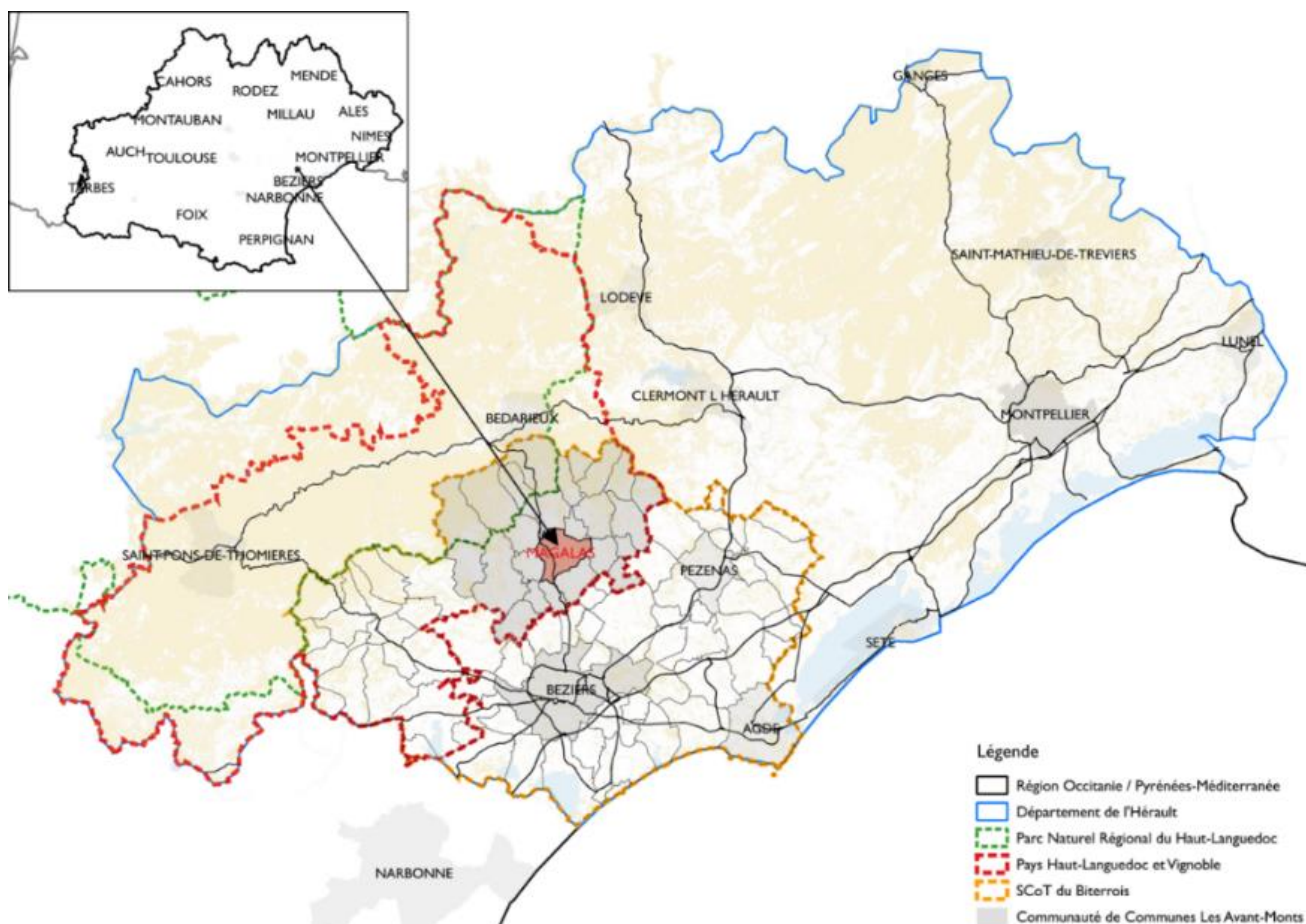 CAHORS
MENDE
RODEZ
MILLAU
ALES
MONTAUBAN
NIMES
AUCH
TOULOUSE
MONTPELLIER
TARBES
BEZIERS
NARBONNE
FOIX
PERPIGNAN
GANGES
SAINT-MATHIEU-DE-TREVIERS
LODEVE
LUNEL
CLERMONT L HERAULT
BEDARIEUX
MONTPELLIER
SAINT-PONS-DE-THOMIERES
MAGALAS
PEZENAS
SETE
BEZIERS
AGDE
NARBONNE
Légende
Région Occitanie / Pyrénées-Méditerranée
Département de l'Hérault
Parc Naturel Régional du Haut-Languedoc
Pays Haut-Languedoc et Vignoble
SCoT du Biterrois
Communauté de Communes Les Avant-Monts